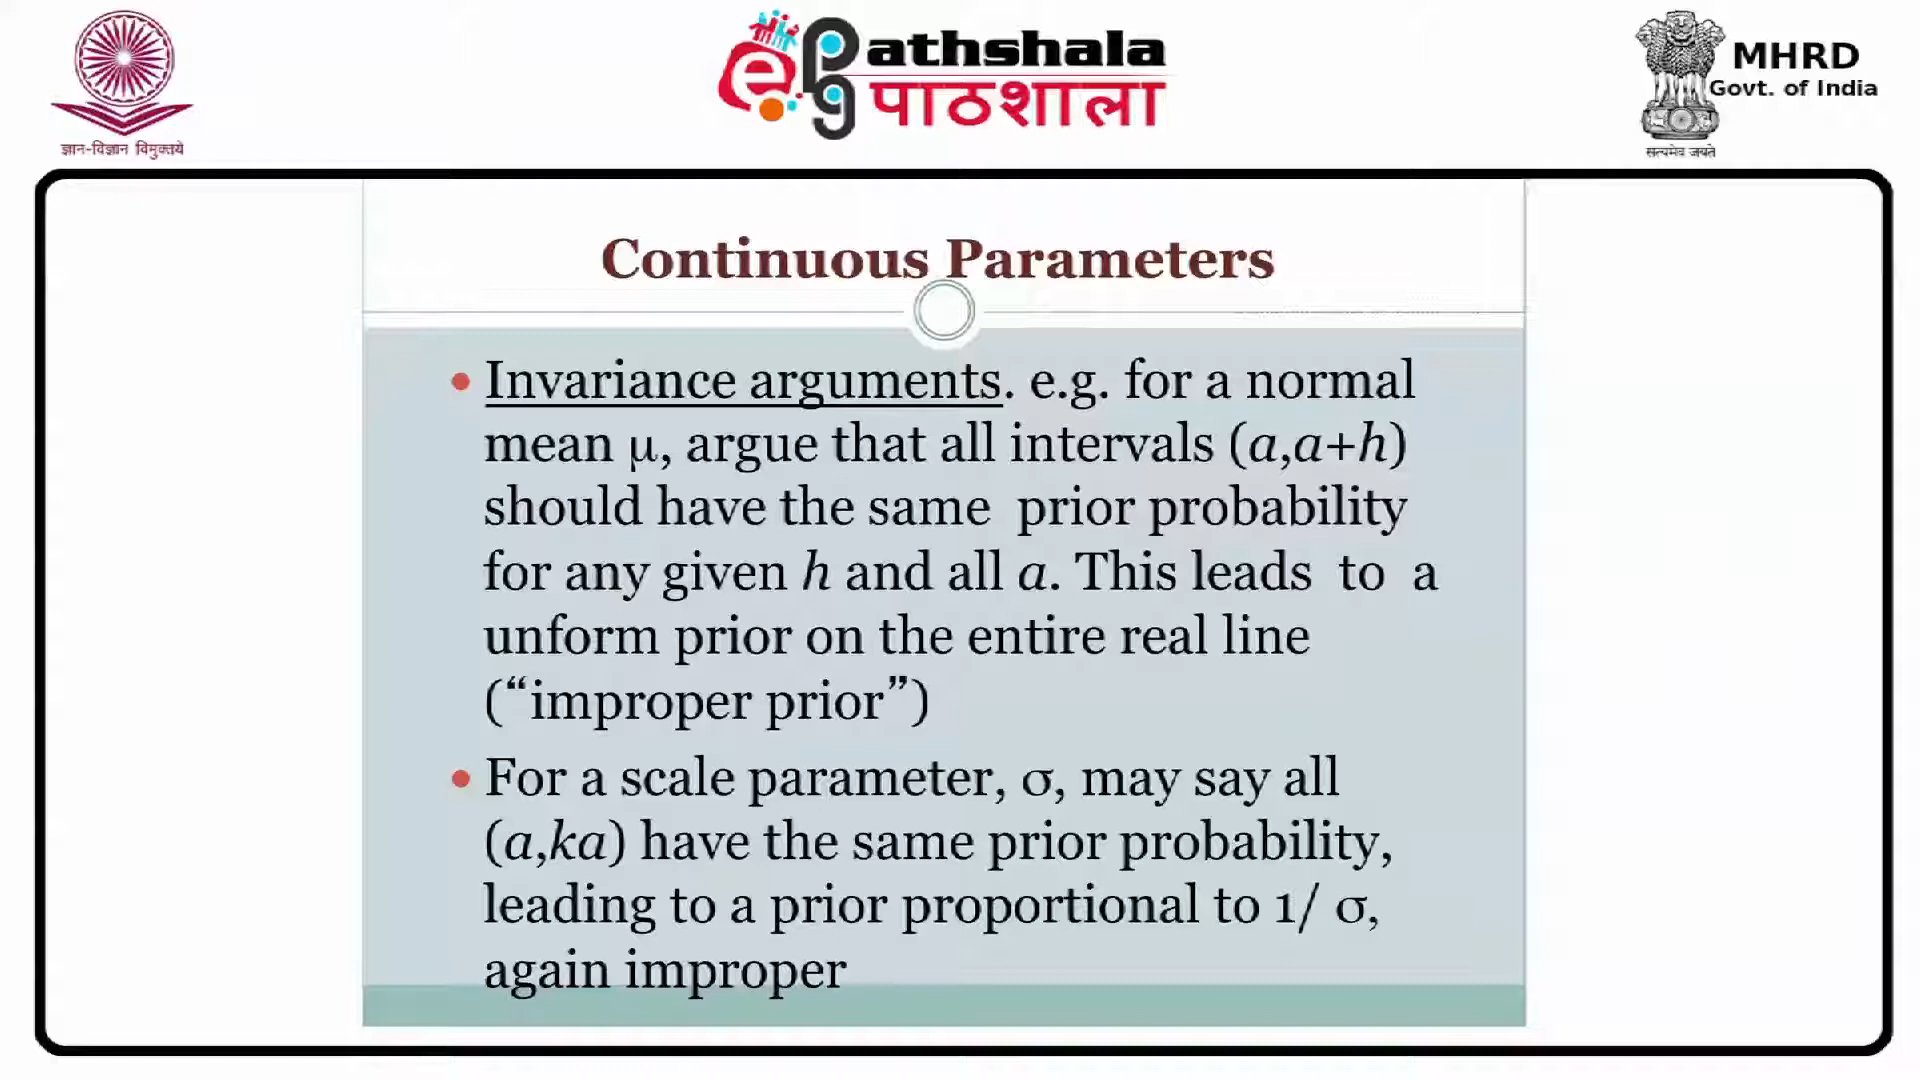 ज्ञान-विज्ञान विमुक्तये
ePG
athshala
पाठशाला
MHRD
Govt. of India
सत्यमेव जयते
Continuous Parameters
• Invariance arguments. e.g. for a normal
mean μ, argue that all intervals (a,a+h)
should have the same prior probability
for any given h and all a. This leads to a
unform prior on the entire real line
(“improper prior”)
• For a scale parameter, σ, may say all
(a,ka) have the same prior probability,
leading to a prior proportional to 1/ σ,
again improper